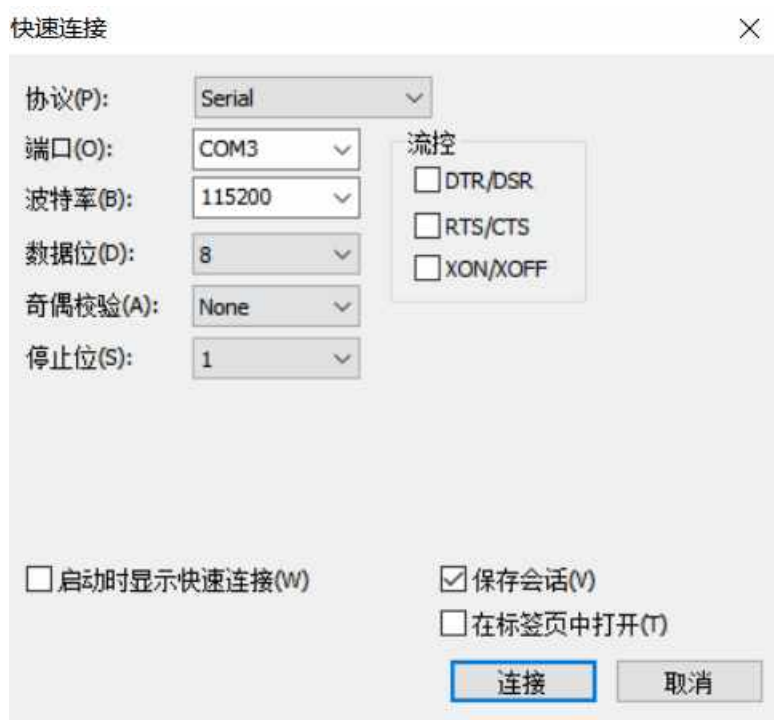 快速连接
协议(P): Serial
端口(O): COM3
流控
DTR/DSR
波特率(B): 115200
RTS/CTS
数据位(D): 8
XON/XOFF
奇偶校验(A): None
停止位(S): 1
启动时显示快速连接(W)
保存会话(V)
在标签页中打开(T)
连接
取消